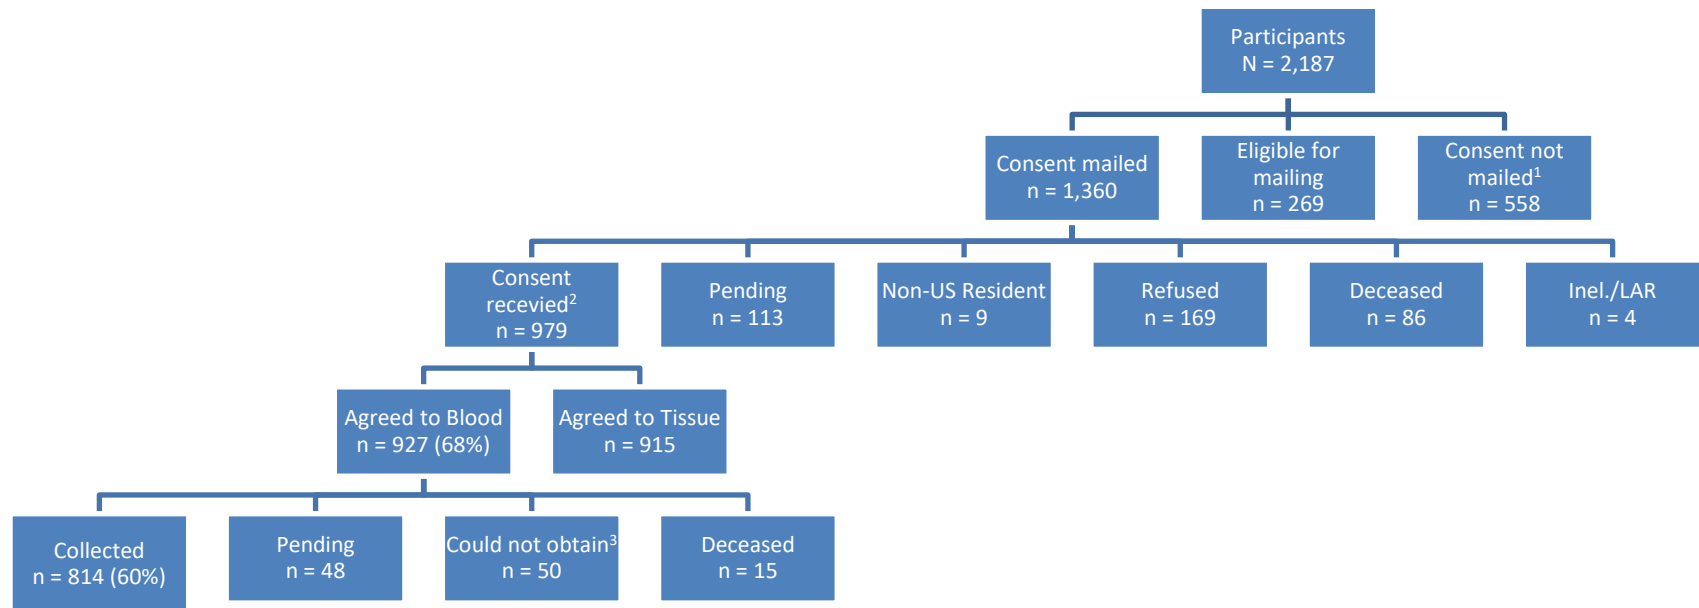 Participants
N = 2,187
Consent mailed
n = 1,360
Eligible for
mailing
n = 269
Consent not
mailed¹
n = 558
Consent
recevied²
n = 979
Pending
n = 113
Non-US Resident
n = 9
Refused
n = 169
Deceased
n = 86
Inel./LAR
n = 4
Agreed to Blood
n = 927 (68%)
Agreed to Tissue
n = 915
Collected
n = 814 (60%)
Pending
n = 48
Could not obtain³
n = 50
Deceased
n = 15